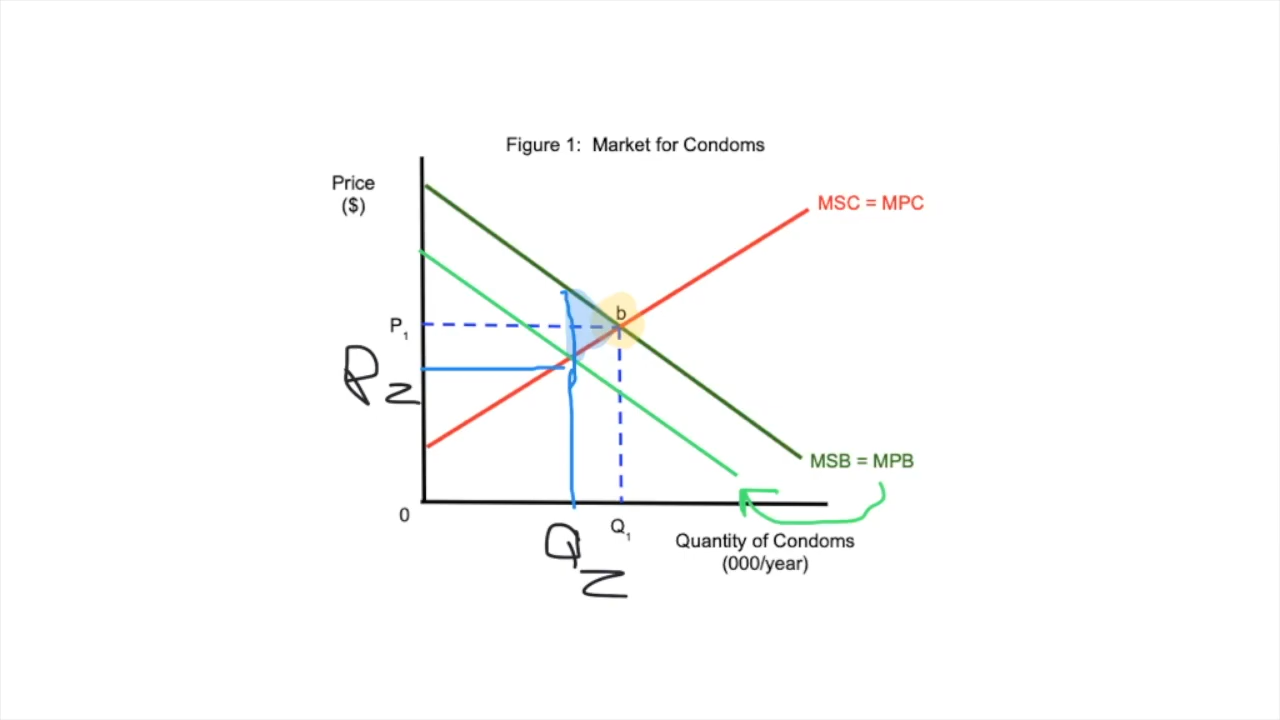 Figure 1: Market for Condoms
Price
($)
MSC = MPC
b
P1
P2
MSB = MPB
0
Q1
Q2
Quantity of Condoms
(000/year)